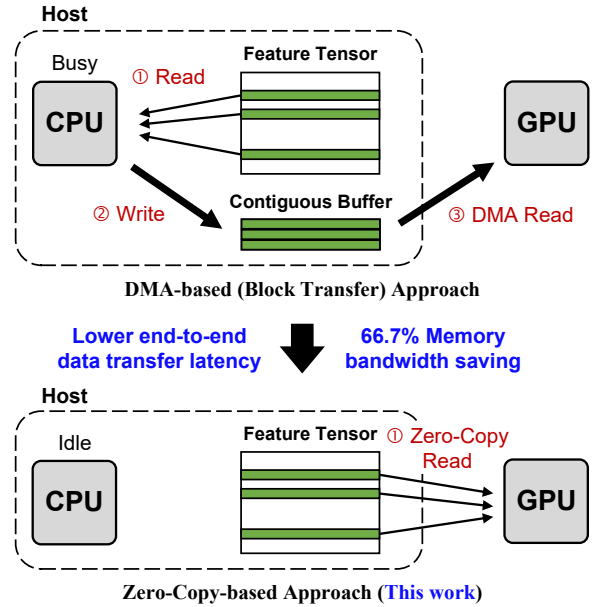 Host
Busy
CPU
① Read
Feature Tensor
GPU
② Write
Contiguous Buffer
③ DMA Read
DMA-based (Block Transfer) Approach
Lower end-to-end
data transfer latency
66.7% Memory
bandwidth saving
Host
Idle
CPU
Feature Tensor
① Zero-Copy
Read
GPU
Zero-Copy-based Approach (This work)